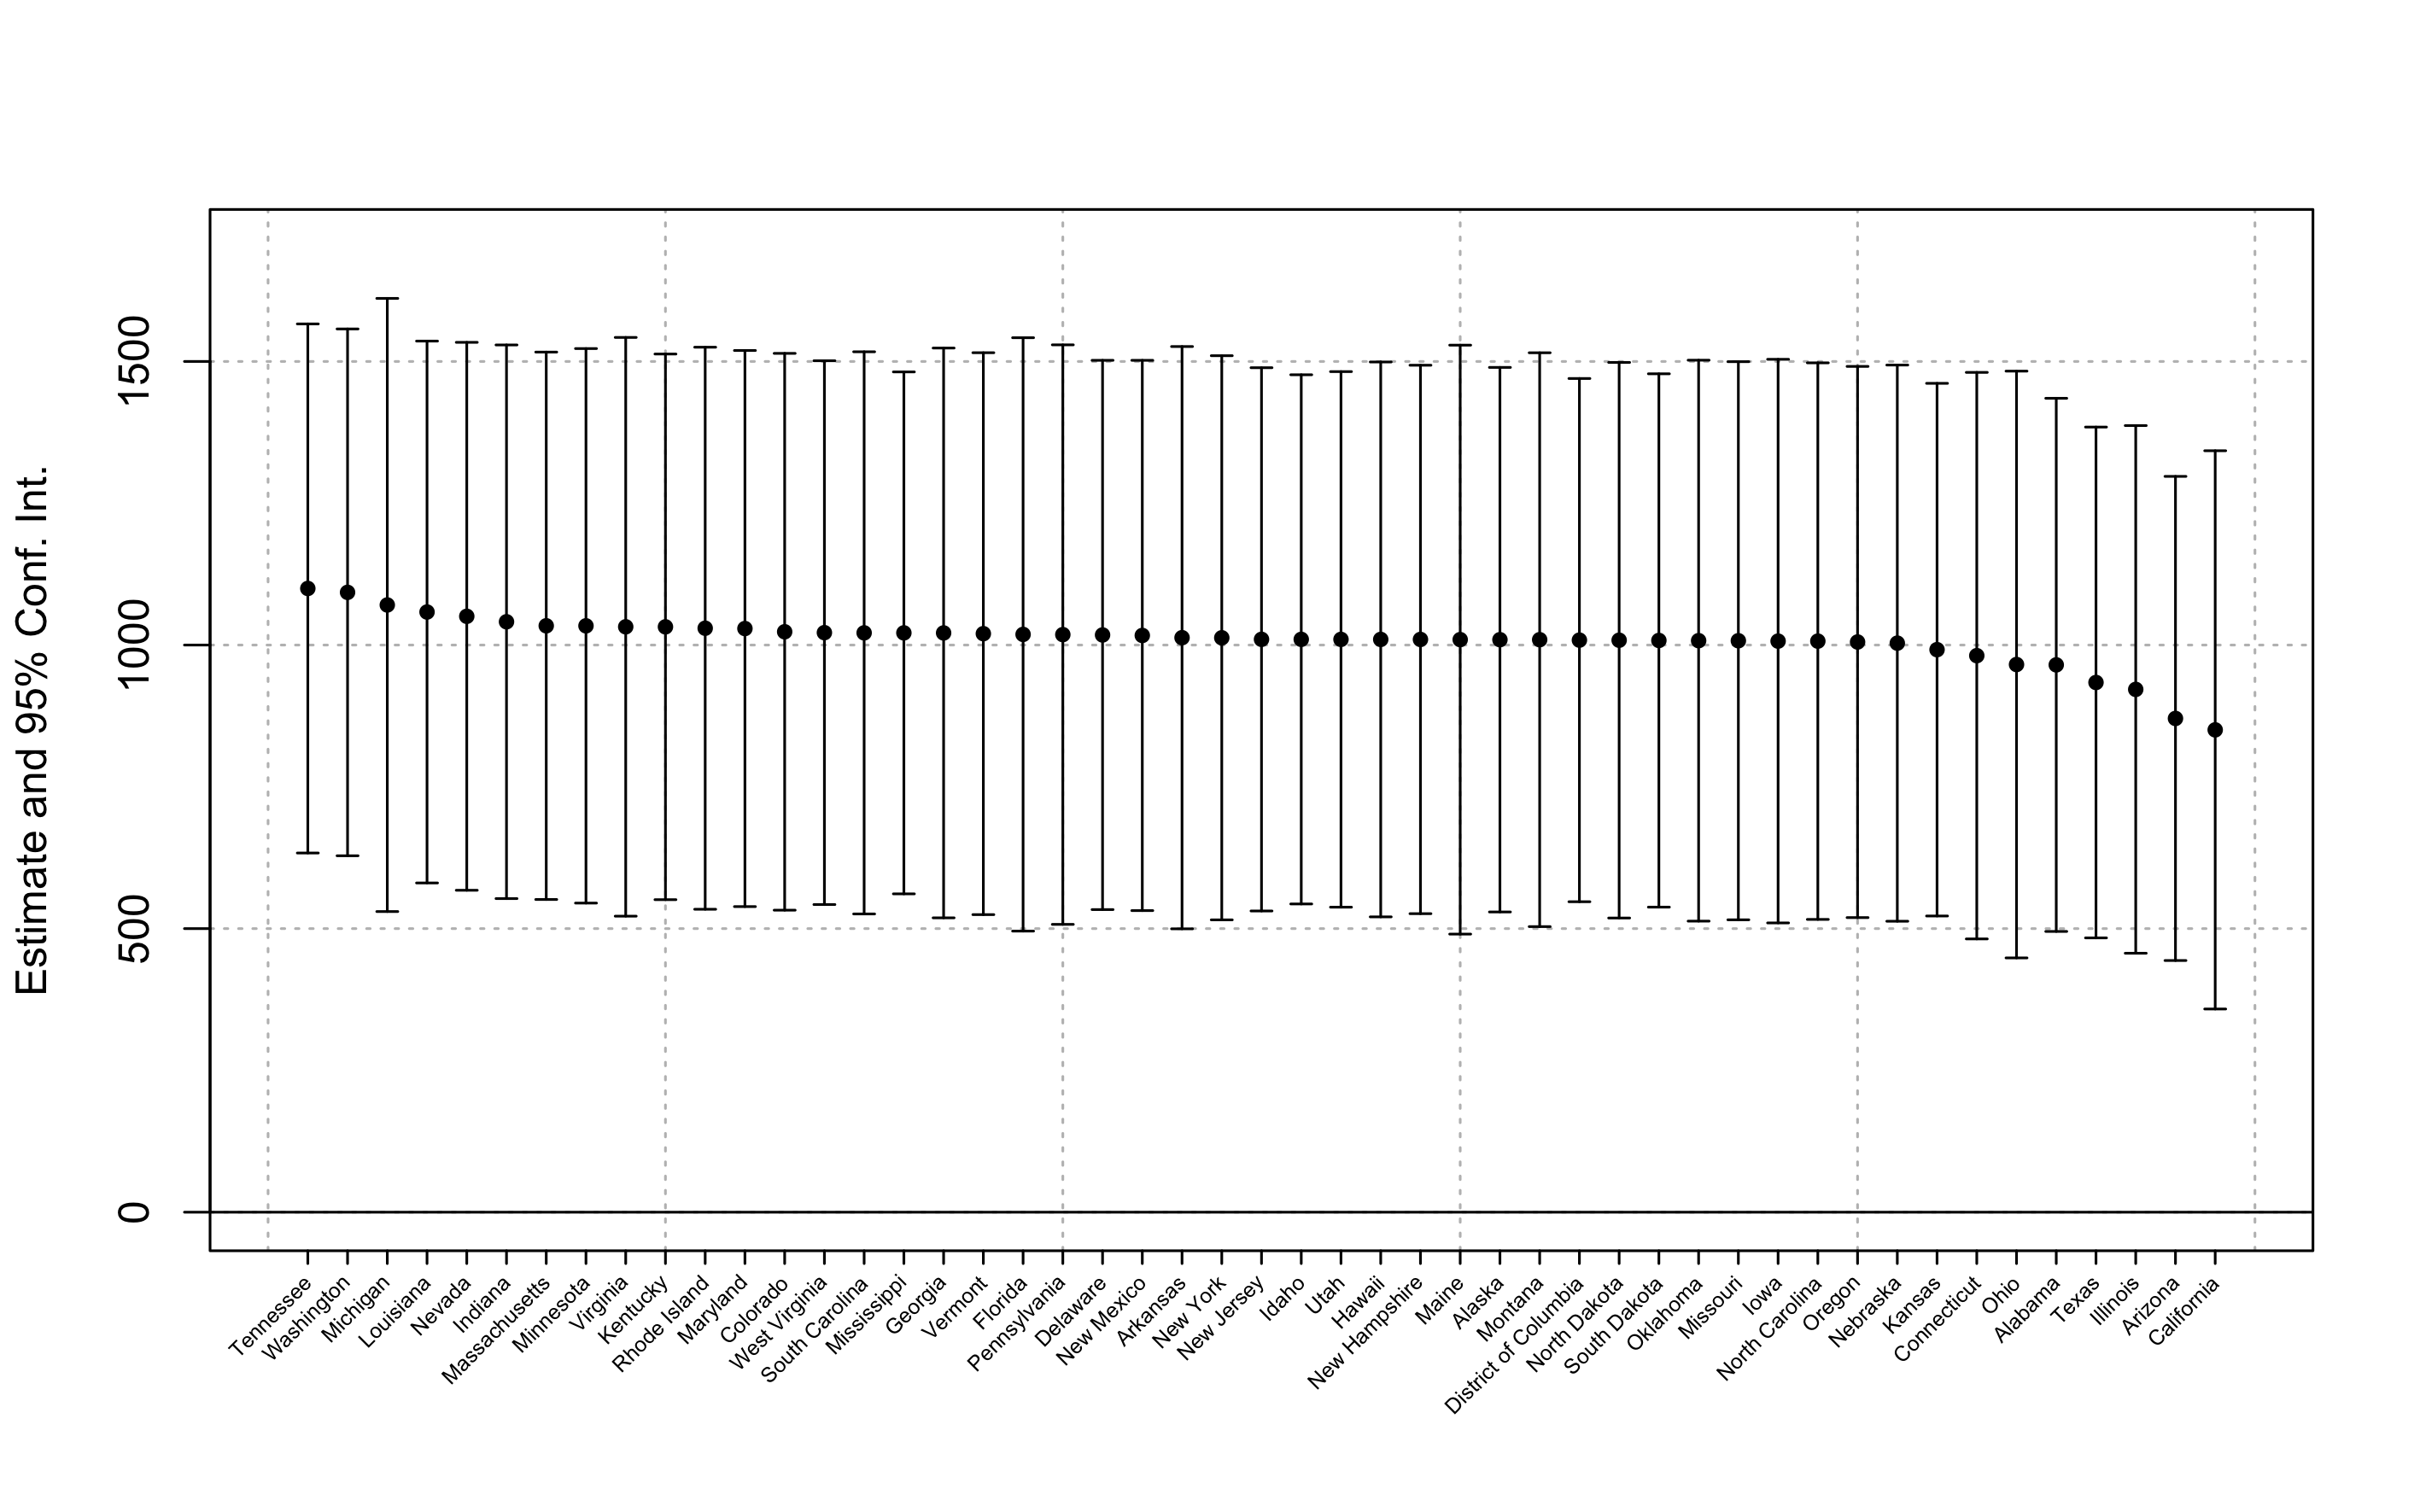 Estimate and 95% Conf. Int.
1500
1000
500
0
Tennessee
Washington
Michigan
Louisiana
Nevada
Indiana
Massachusetts
Minnesota
Virginia
Kentucky
Rhode Island
Maryland
Colorado
West Virginia
South Carolina
Mississippi
Georgia
Vermont
Florida
Pennsylvania
Delaware
New Mexico
Arkansas
New York
New Jersey
Idaho
Utah
Hawaii
New Hampshire
Maine
Alaska
Montana
District of Columbia
North Dakota
South Dakota
Oklahoma
Missouri
Iowa
North Carolina
Oregon
Nebraska
Kansas
Connecticut
Ohio
Alabama
Texas
Illinois
Arizona
California